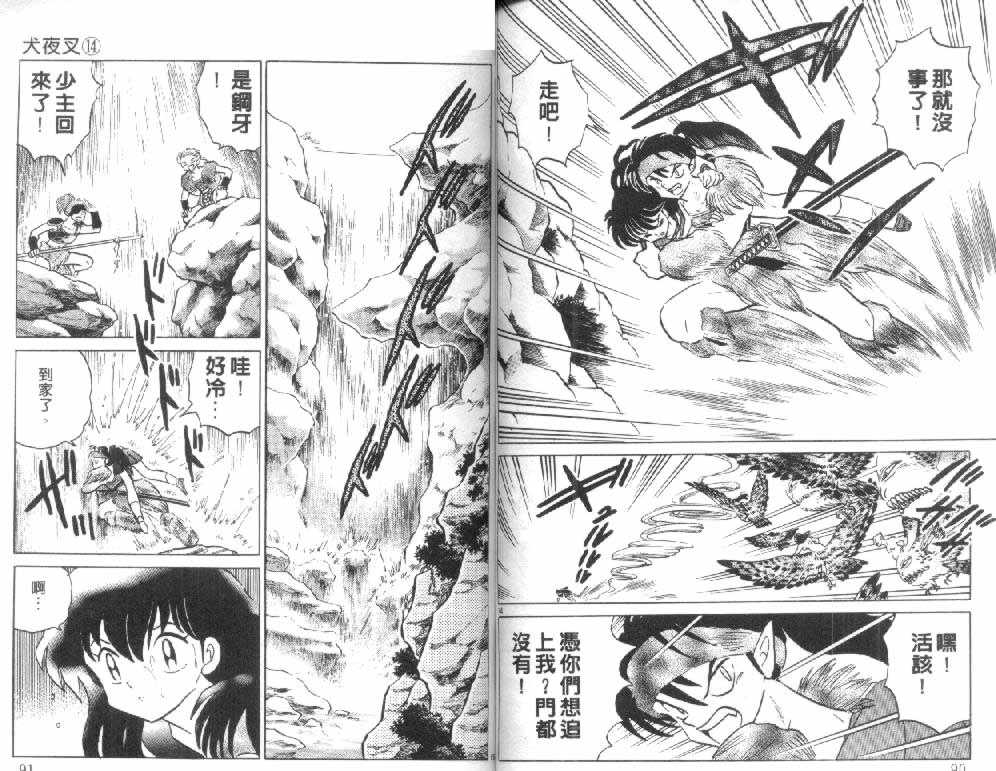 那就沒
事了！
走吧！
嘿！
活該！
憑你們想追
上我？門都
沒有！
90
犬夜叉⑭
是鋼牙
！
少主回
來了！
哇！
好冷…
到家了。
啊…
91